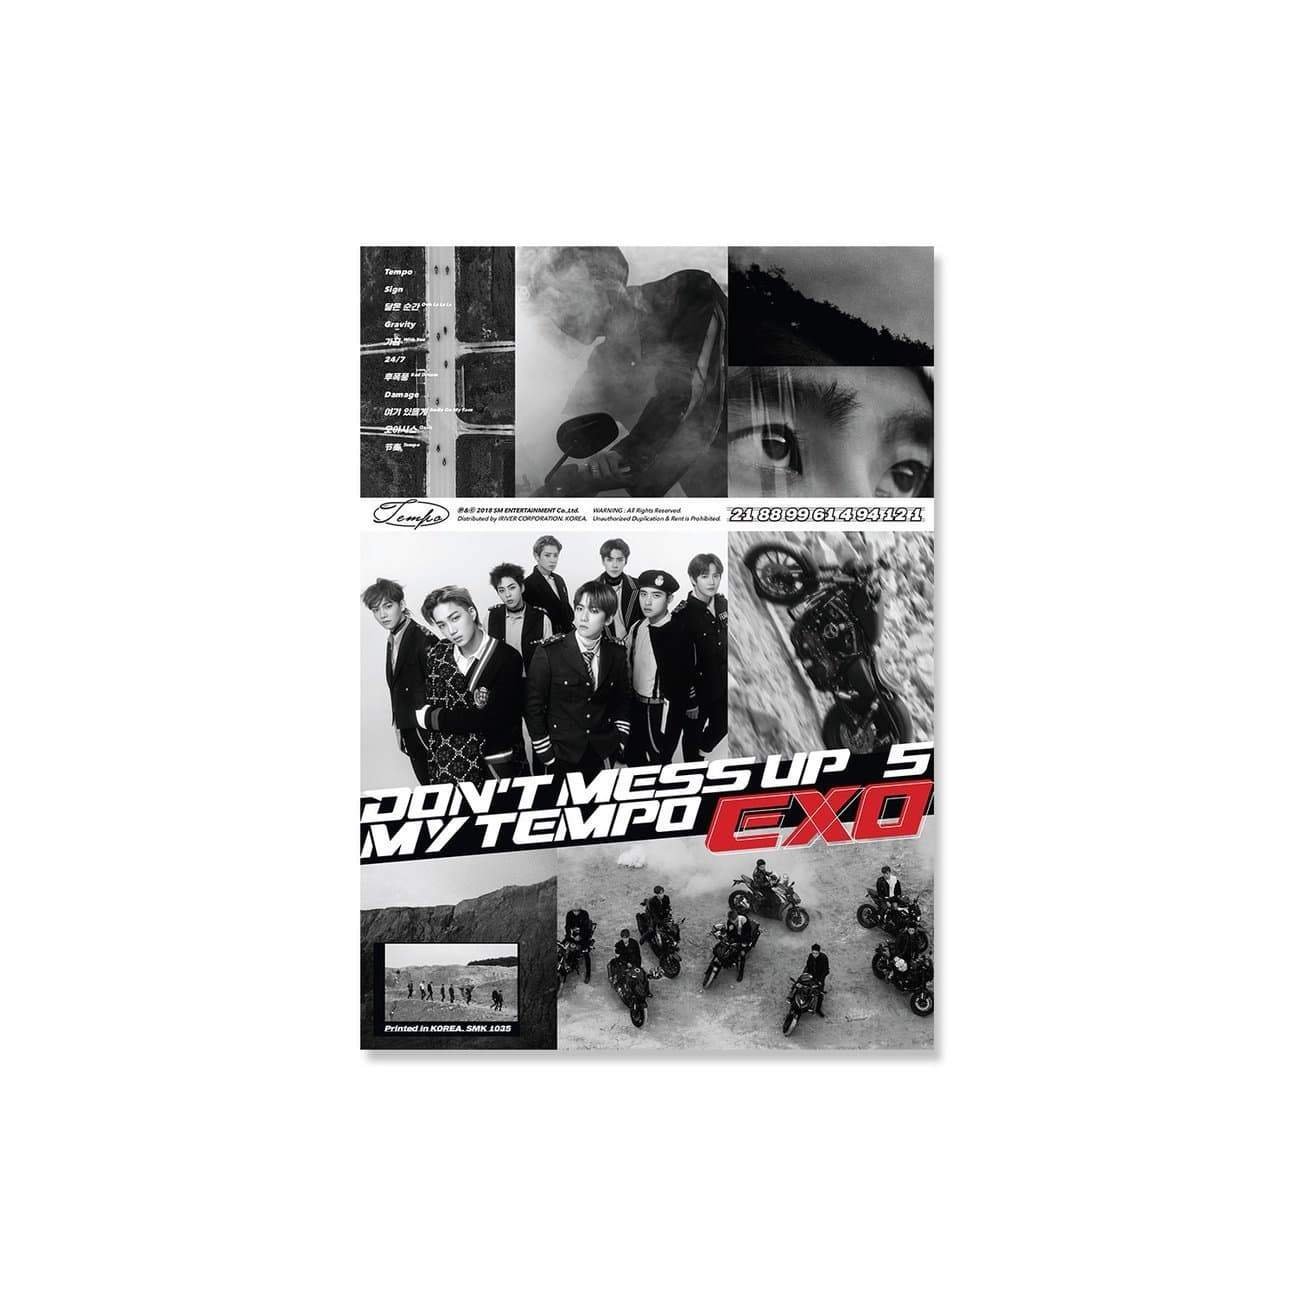 Tempo
Sign
닿은 순간 Ooh La La La
Gravity
가끔 With You
24/7
후폭풍 Bad Dream
Damage
여기 있을게 Smile On My Face
오아시스 Oasis
节奏 Tempo
Tempo
℗&© 2018 SM ENTERTAINMENT Co.,Ltd.
Distributed by IRIVER CORPORATION. KOREA.
WARNING : All Rights Reserved.
Unauthorized Duplication & Rent is Prohibited.
21 88 99 61 4 94 12 1
DON'T MESS UP 5
MY TEMPO EXO
Printed in KOREA. SMK 1035